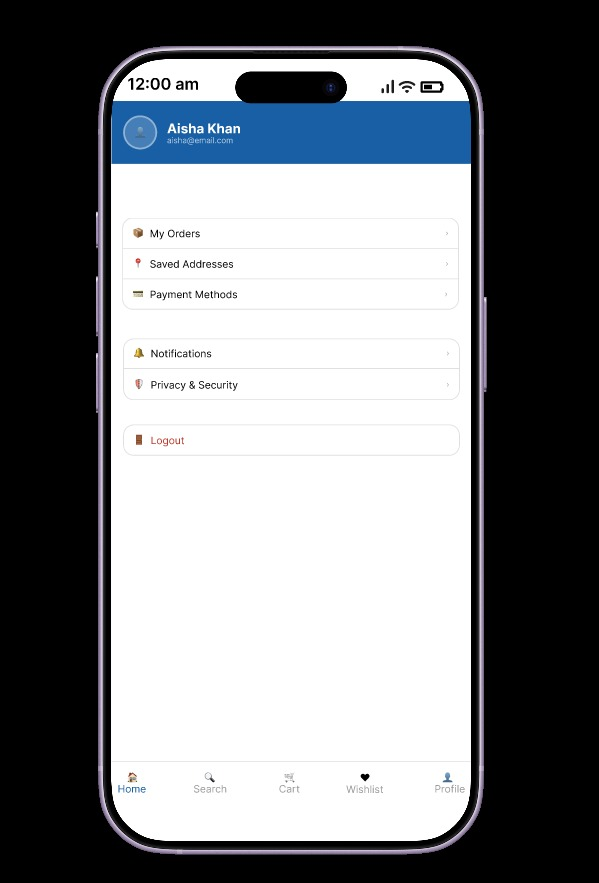 12:00 am
Aisha Khan
aisha@email.com
My Orders
Saved Addresses
Payment Methods
Notifications
Privacy & Security
Logout
Home Search Cart Wishlist Profile